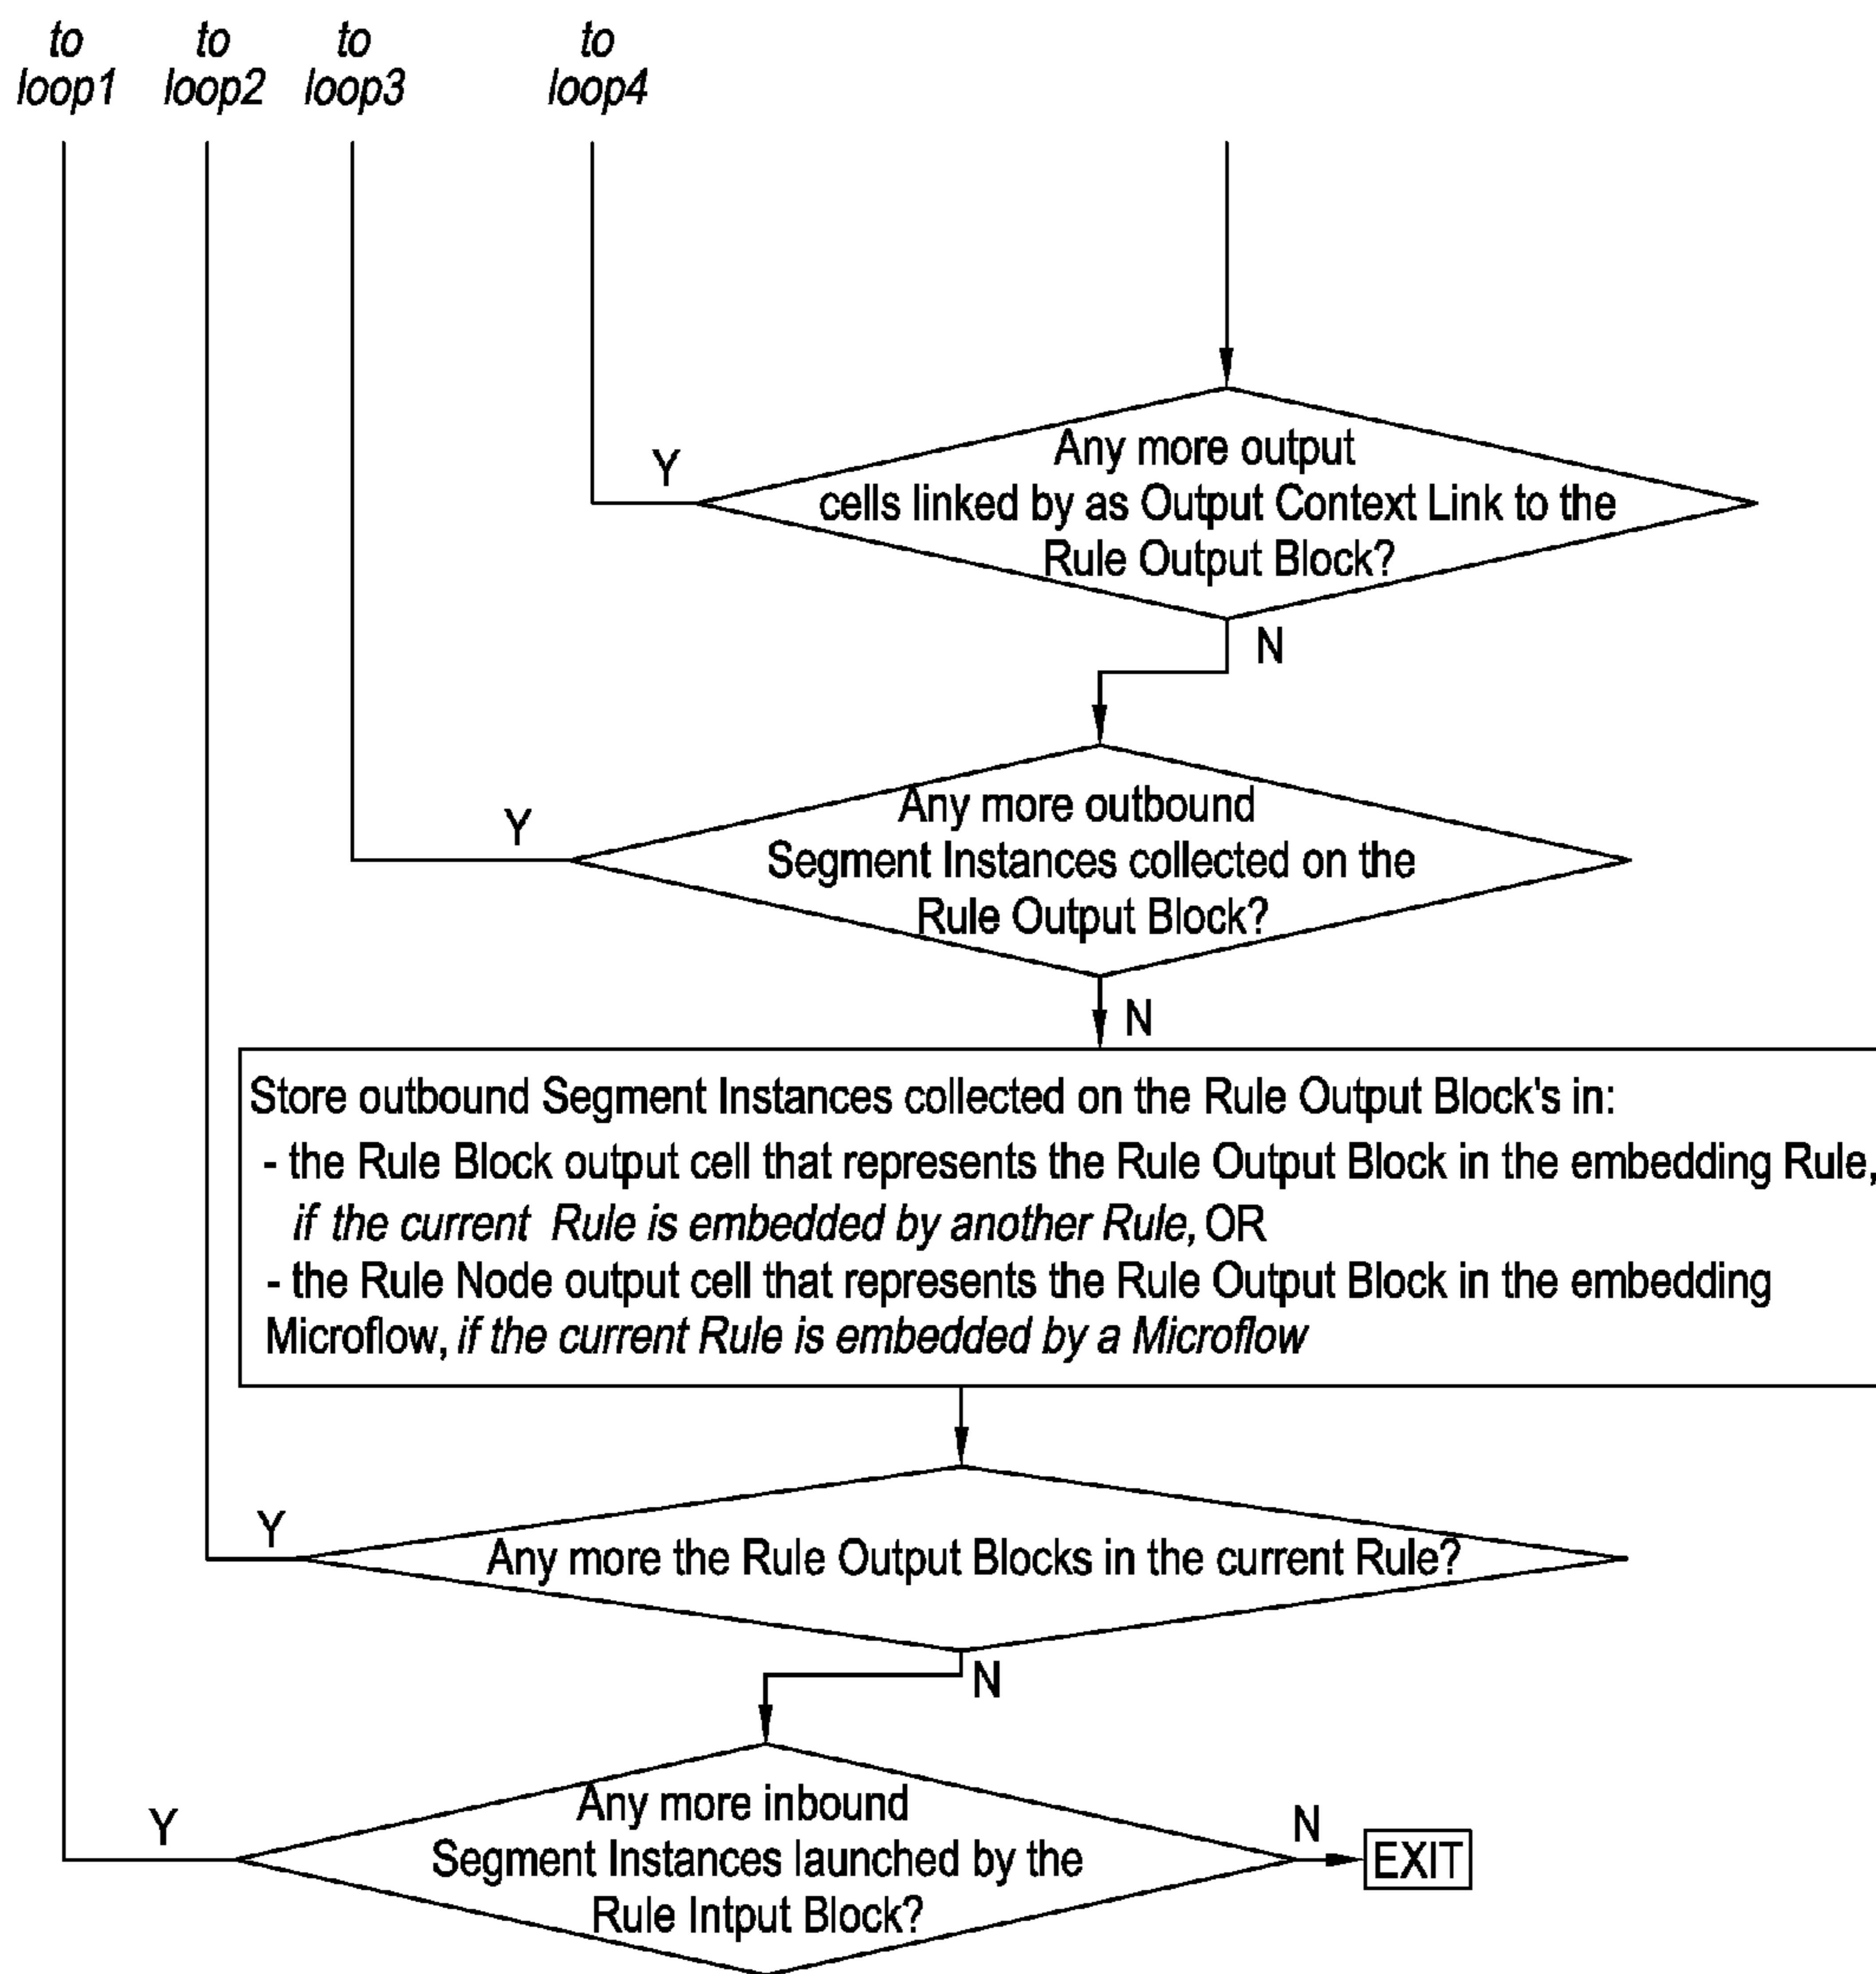 to
loop1
to
loop2
to
loop3
to
loop4
Any more output
cells linked by as Output Context Link to the
Rule Output Block?
Y
N
Any more outbound
Segment Instances collected on the
Rule Output Block?
Y
N
Store outbound Segment Instances collected on the Rule Output Block's in:
- the Rule Block output cell that represents the Rule Output Block in the embedding Rule,
if the current Rule is embedded by another Rule, OR
- the Rule Node output cell that represents the Rule Output Block in the embedding
Microflow, if the current Rule is embedded by a Microflow
Y
Any more the Rule Output Blocks in the current Rule?
N
Any more inbound
Segment Instances launched by the
Rule Intput Block?
Y
N
EXIT